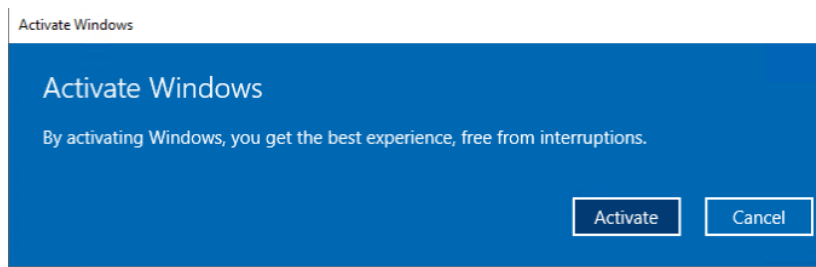 Activate Windows
Activate Windows
By activating Windows, you get the best experience, free from interruptions.
Activate Cancel